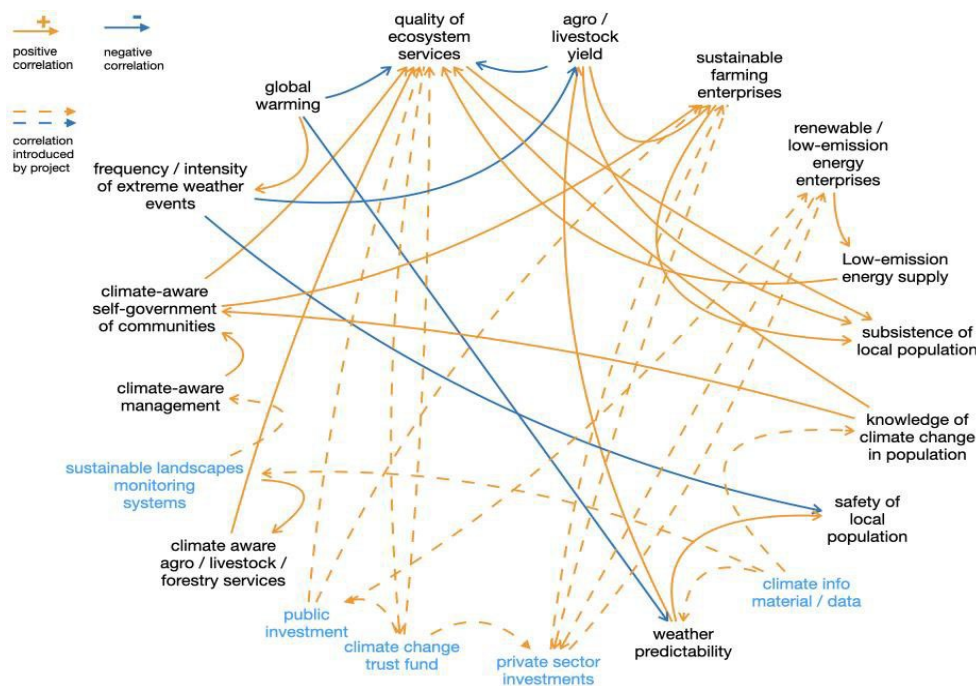 +
-
positive
correlation
negative
correlation
correlation
introduced
by project
quality of
ecosystem
services
agro /
livestock
yield
sustainable
farming
enterprises
global
warming
renewable /
low-emission
energy
enterprises
frequency / intensity
of extreme weather
events
Low-emission
energy supply
climate-aware
self-government
of communities
subsistence of
local population
climate-aware
management
knowledge of
climate change
in population
sustainable landscapes
monitoring
systems
safety of
local
population
climate aware
agro / livestock /
forestry services
climate info
material / data
public
investment
climate change
trust fund
private sector
investments
weather
predictability